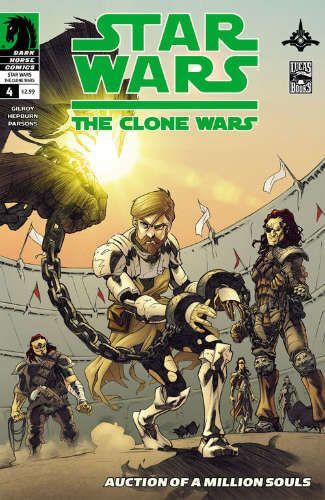 DARK
HORSE
COMICS
STAR WARS
THE CLONE WARS
4
$2.99
GILROY
HEPBURN
PARSONS
STAR
WARS
THE CLONE WARS
LUCAS
BOOKS
AUCTION OF A MILLION SOULS